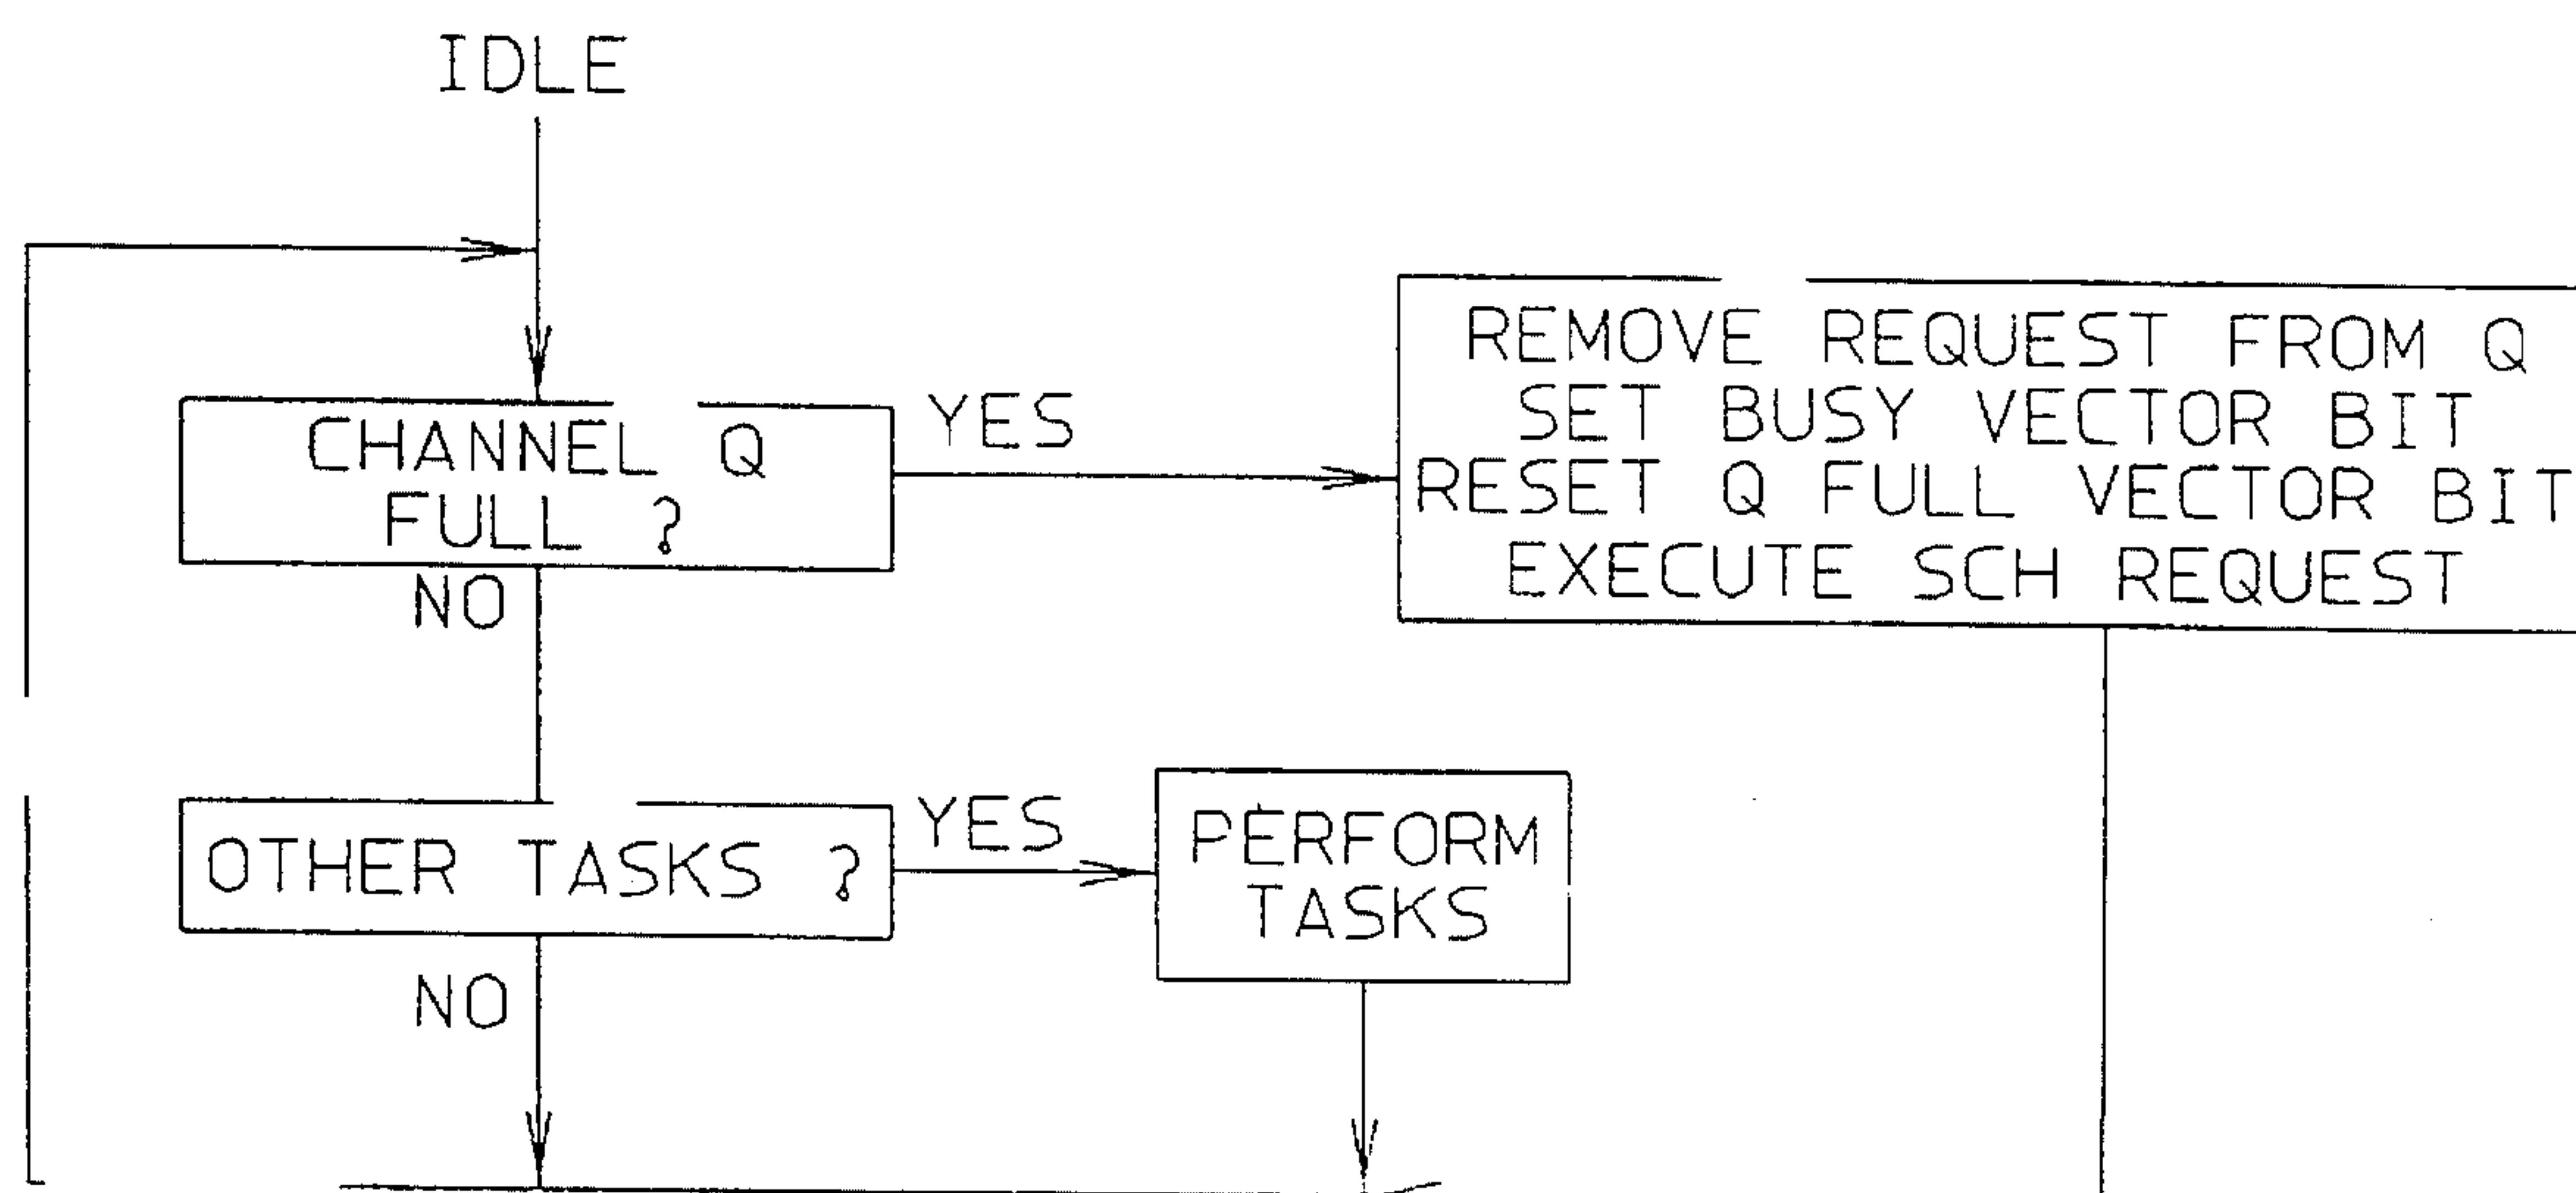 IDLE
CHANNEL Q
FULL ?
YES
REMOVE REQUEST FROM Q
SET BUSY VECTOR BIT
RESET Q FULL VECTOR BIT
EXECUTE SCH REQUEST
NO
OTHER TASKS ?
YES
PERFORM
TASKS
NO